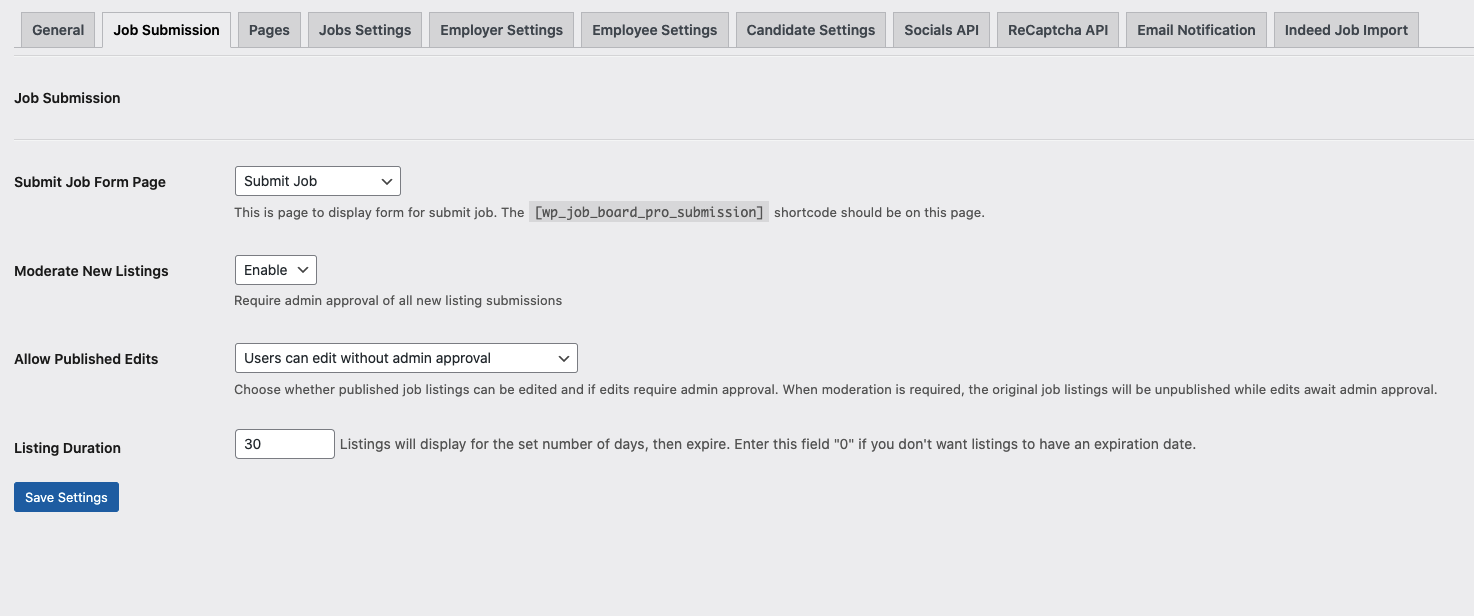 General Job Submission Pages Jobs Settings Employer Settings Employee Settings Candidate Settings Socials API ReCaptcha API Email Notification Indeed Job Import
Job Submission
Submit Job Form Page Submit Job
This is page to display form for submit job. The [wp_job_board_pro_submission] shortcode should be on this page.
Moderate New Listings Enable
Require admin approval of all new listing submissions
Allow Published Edits Users can edit without admin approval
Choose whether published job listings can be edited and if edits require admin approval. When moderation is required, the original job listings will be unpublished while edits await admin approval.
Listing Duration 30 Listings will display for the set number of days, then expire. Enter this field "0" if you don't want listings to have an expiration date.
Save Settings